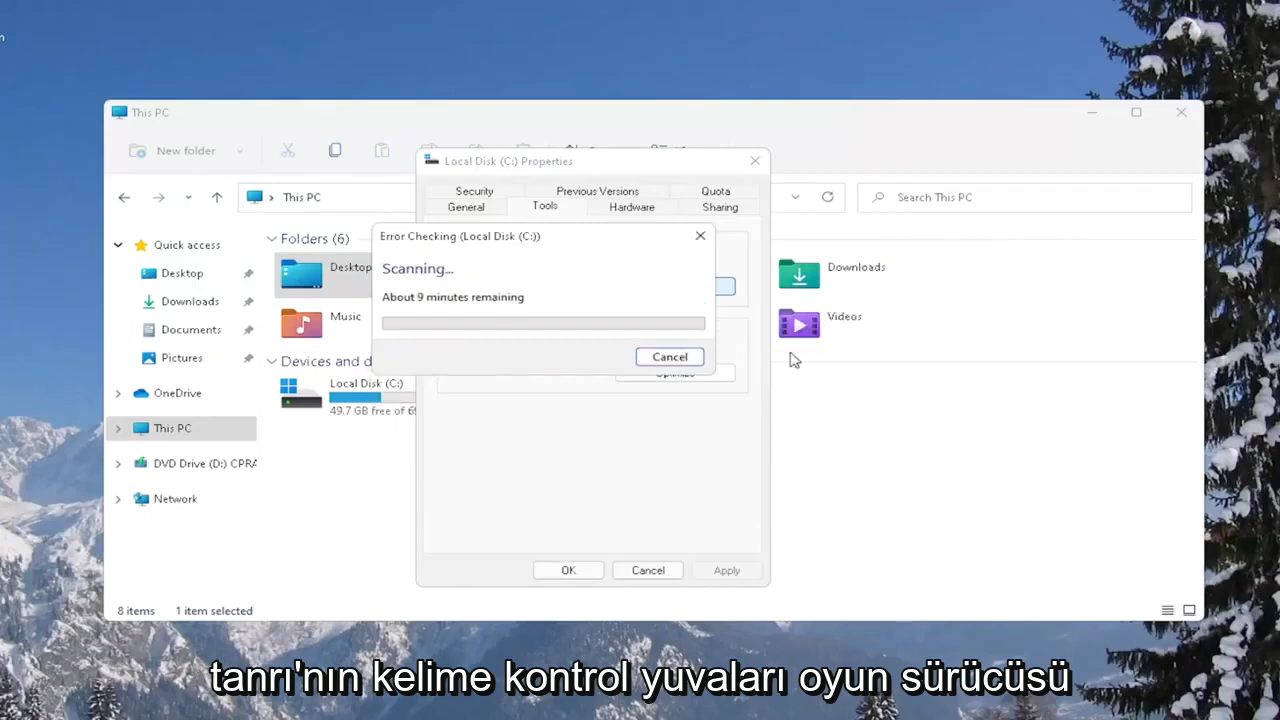 n
This PC
New folder
Local Disk (C:) Properties
Security
Previous Versions
Quota
General
Tools
Hardware
Sharing
This PC
Search This PC
Error Checking (Local Disk (C:))
Scanning...
About 9 minutes remaining
Cancel
Quick access
Desktop
Downloads
Documents
Pictures
OneDrive
This PC
DVD Drive (D:) CPRA
Network
Folders (6)
Desktop
Music
Downloads
Videos
Devices and d
Local Disk (C:)
49.7 GB free of 69
Optimize
OK
Cancel
Apply
8 items
1 item selected
tanrı'nın kelime kontrol yuvaları oyun sürücüsü